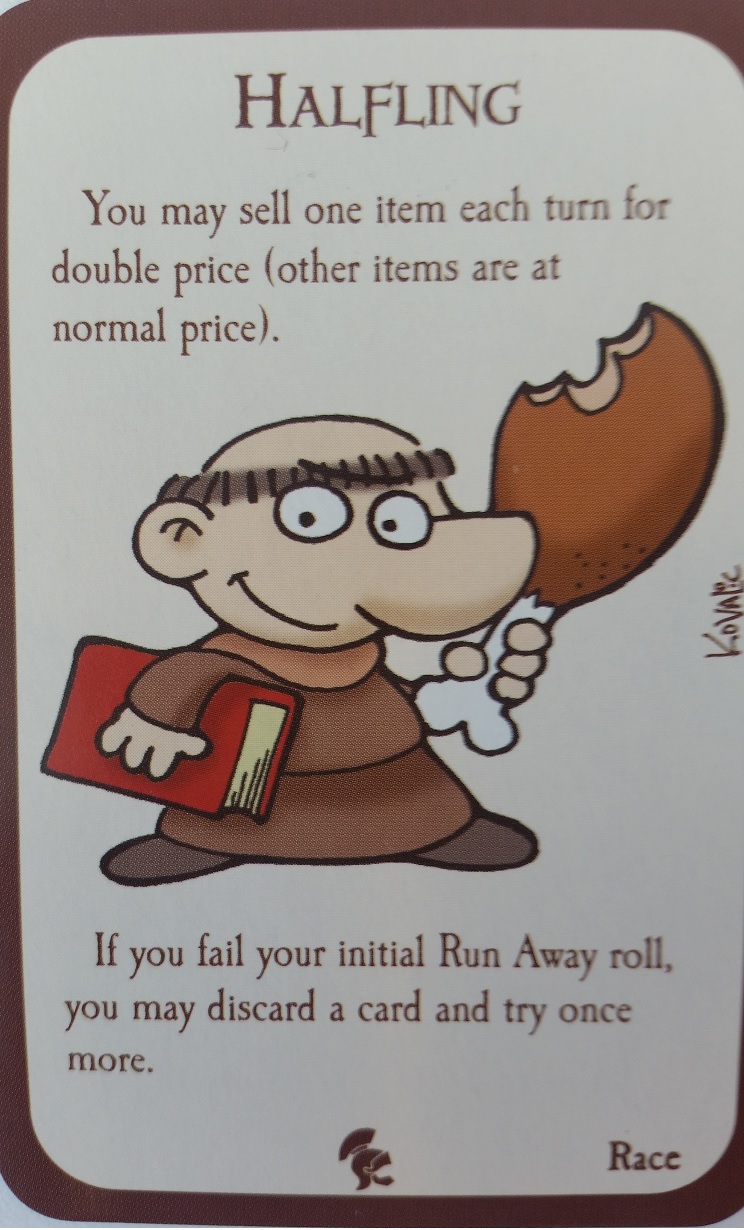 HALFLING
You may sell one item each turn for
double price (other items are at
normal price).
Kovalic
If you fail your initial Run Away roll,
you may discard a card and try once
more.
Race